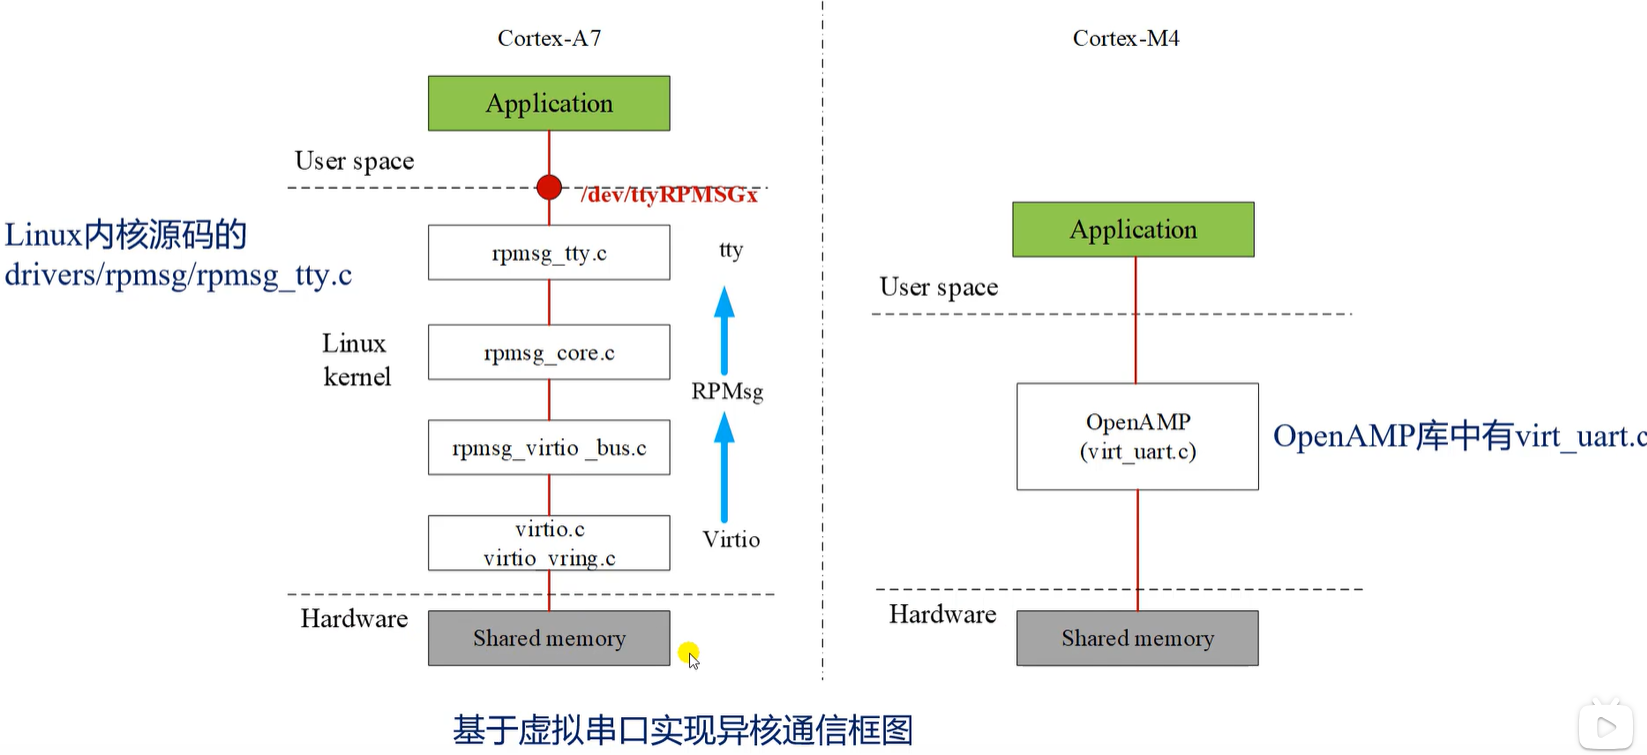 Cortex-A7
Application
User space
/dev/ttyRPMSGx
Linux内核源码的
drivers/rpmsg/rpmsg_tty.c
rpmsg_tty.c
tty
Linux
kernel
rpmsg_core.c
RPMsg
rpmsg_virtio _bus.c
virtio.c
virtio_vring.c
Virtio
Hardware
Shared memory
Cortex-M4
Application
User space
OpenAMP
(virt_uart.c)
OpenAMP库中有virt_uart.c
Hardware
Shared memory
基于虚拟串口实现异核通信框图